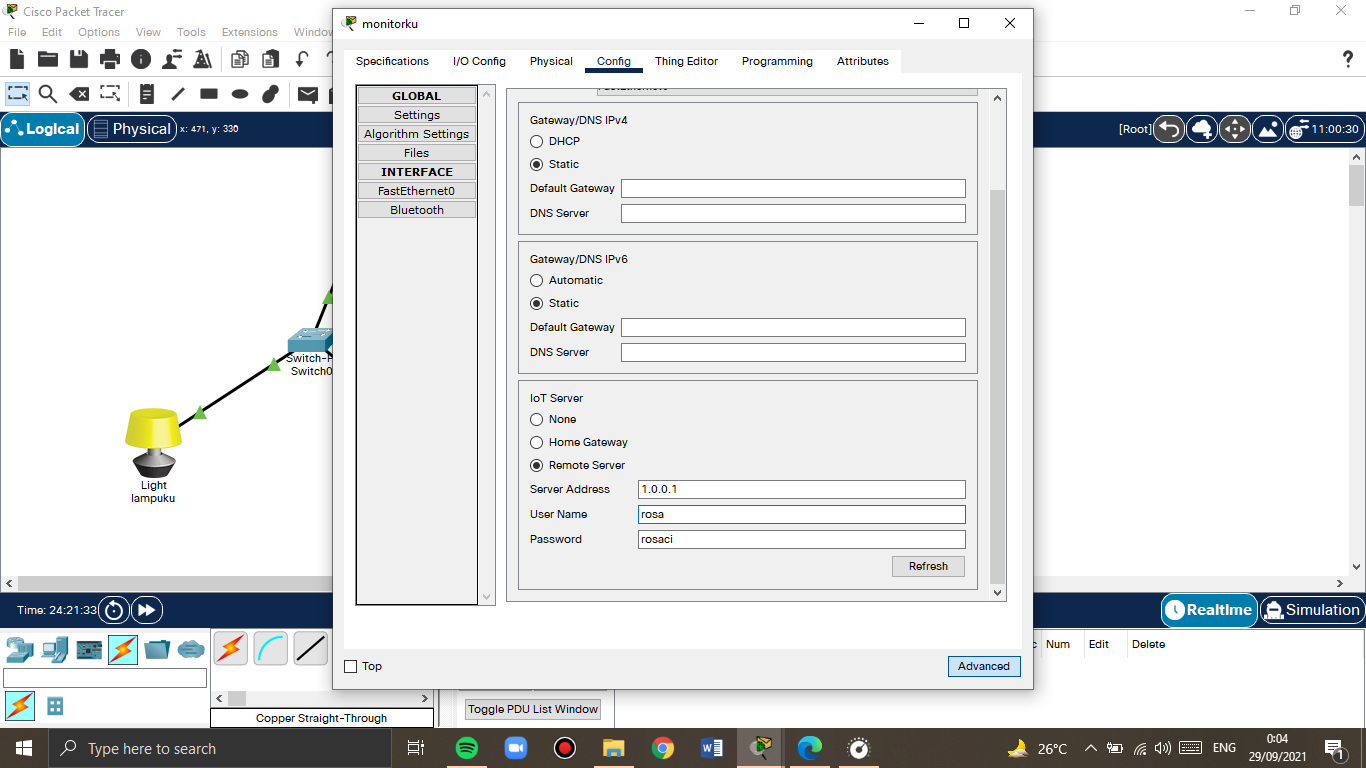 Cisco Packet Tracer
File Edit Options View Tools Extensions Window
x: 471, y: 330
Logical
Physical
[Root]
11:00:30
Switch-P
Switch0
Light
lampuku
Time: 24:21:33
Realtime
Simulation
monitorku
Specifications I/O Config Physical Config Thing Editor Programming Attributes
GLOBAL
Settings
Algorithm Settings
Files
INTERFACE
FastEthernet0
Bluetooth
FastEthernet0
Gateway/DNS IPv4
DHCP
Static
Default Gateway
DNS Server
Gateway/DNS IPv6
Automatic
Static
Default Gateway
DNS Server
IoT Server
None
Home Gateway
Remote Server
Server Address 1.0.0.1
User Name rosa
Password rosaci
Refresh
Top
Advanced
c Num Edit Delete
Copper Straight-Through
Toggle PDU List Window
Type here to search
26°C
ENG
0:04
29/09/2021
1